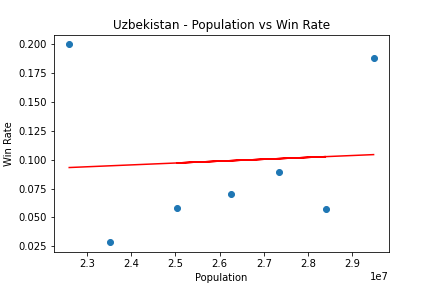 Uzbekistan - Population vs Win Rate
0.200
0.175
0.150
0.125
0.100
0.075
0.050
0.025
Win Rate
2.3 2.4 2.5 2.6 2.7 2.8 2.9
1e7
Population